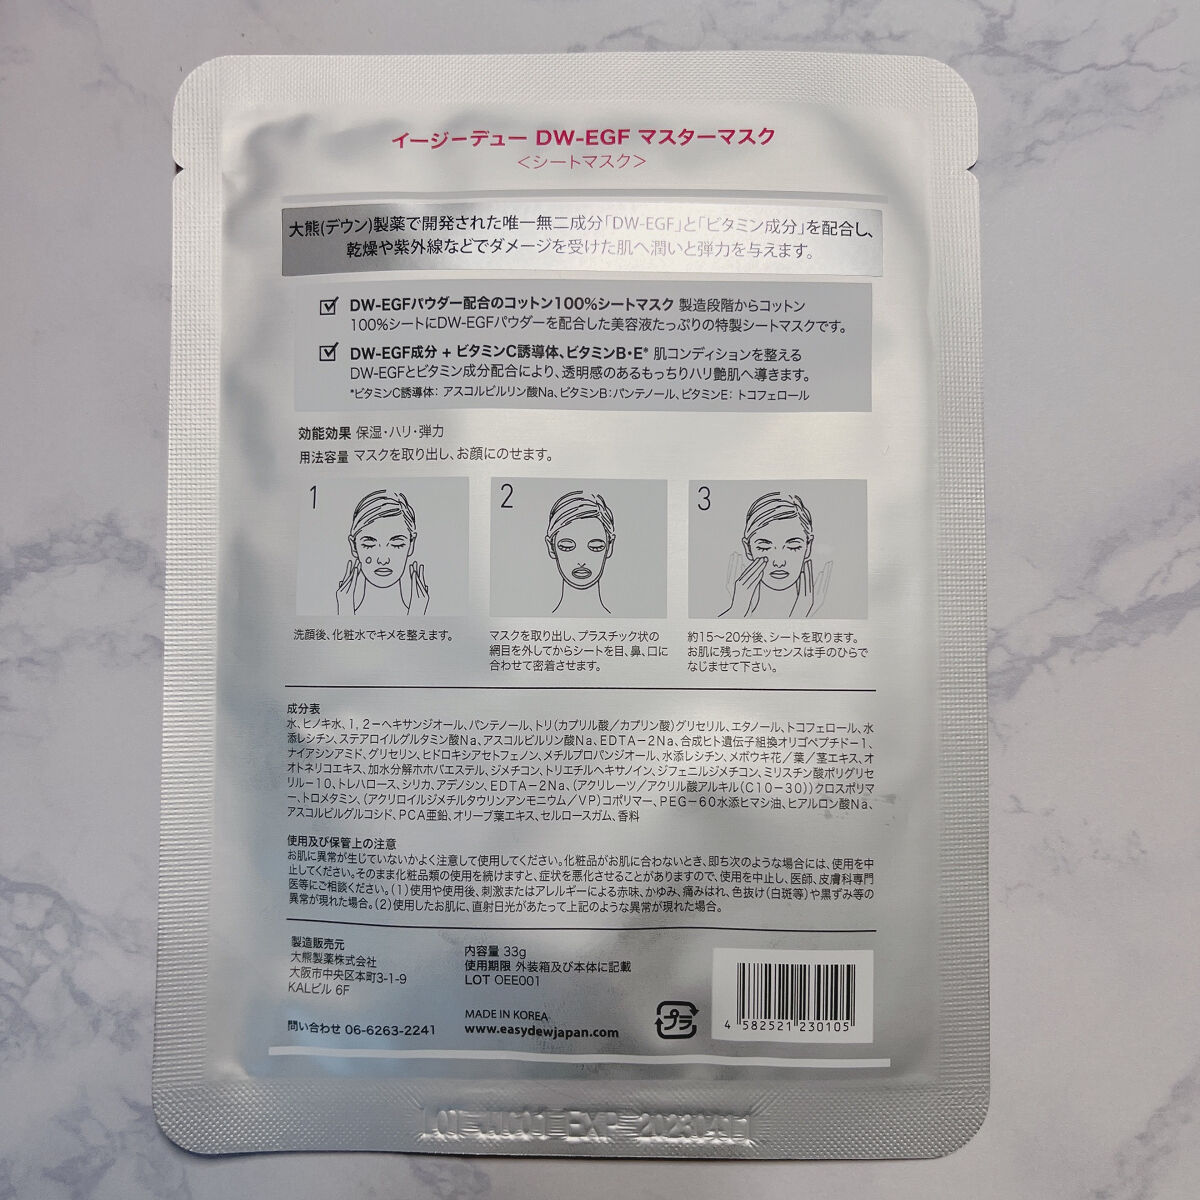 イージーデュー DW-EGF マスターマスク
＜シートマスク＞
大熊(デウン)製薬で開発された唯一無二成分「DW-EGF」と「ビタミン成分」を配合し、
乾燥や紫外線などでダメージを受けた肌へ潤いと弾力を与えます。
DW-EGFパウダー配合のコットン100%シートマスク 製造段階からコットン
100%シートにDW-EGFパウダーを配合した美容液たっぷりの特製シートマスクです。
DW-EGF成分 + ビタミンC誘導体、ビタミンB・E* 肌コンディションを整える
DW-EGFとビタミン成分配合により、透明感のあるもっちりハリ艶肌へ導きます。
*ビタミンC誘導体： アスコルビルリン酸Na、ビタミンB：パンテノール、ビタミンE： トコフェロール
効能効果 保湿・ハリ・弾力
用法容量 マスクを取り出し、お顔にのせます。
1
2
3
洗顔後、化粧水でキメを整えます。
マスクを取り出し、プラスチック状の
網目を外してからシートを目、鼻、口に
合わせて密着させます。
約15〜20分後、シートを取ります。
お肌に残ったエッセンスは手のひらで
なじませて下さい。
成分表
水、ヒノキ水、1，2－ヘキサンジオール、パンテノール、トリ（カプリル酸／カプリン酸）グリセリル、エタノール、トコフェロール、水
添レシチン、ステアロイルグルタミン酸Na、アスコルビルリン酸Na、EDTA－2Na、合成ヒト遺伝子組換オリゴペプチド－1、
ナイアシンアミド、グリセリン、ヒドロキシアセトフェノン、メチルプロパンジオール、水添レシチン、メボウキ花／葉／茎エキス、オ
オトネリコエキス、加水分解ホホバエステル、ジメチコン、トリエチルヘキサノイン、ジフェニルジメチコン、ミリスチン酸ポリグリセ
リル－10、トレハロース、シリカ、アデノシン、EDTA－2Na、（アクリレーツ／アクリル酸アルキル（C10－30））クロスポリマ
ー、トロメタミン、（アクリロイルジメチルタウリンアンモニウム／VP）コポリマー、PEG－60水添ヒマシ油、ヒアルロン酸Na、
アスコルビルグルコシド、PCA亜鉛、オリーブ葉エキス、セルロースガム、香料
使用及び保管上の注意
お肌に異常が生じていないかよく注意して使用してください。化粧品がお肌に合わないとき、即ち次のような場合には、使用を中
止してください。そのまま化粧品類の使用を続けますと、症状を悪化させることがありますので、使用を中止し、医師、皮膚科専門
医等にご相談ください。（1）使用や使用後、刺激またはアレルギーによる赤味、かゆみ、痛みはれ、色抜け（白斑等）や黒ずみ等の
異常が現れた場合。（2）使用したお肌に、直射日光があたって上記のような異常が現れた場合。
製造販売元
大熊製薬株式会社
大阪市中央区本町3-1-9
KALビル 6F
問い合わせ 06-6263-2241
内容量 33g
使用期限 外装箱及び本体に記載
LOT OEE001
MADE IN KOREA
www.easydewjapan.com
プラ
4 582521 230105
LOT JJC01 EXP 20230411